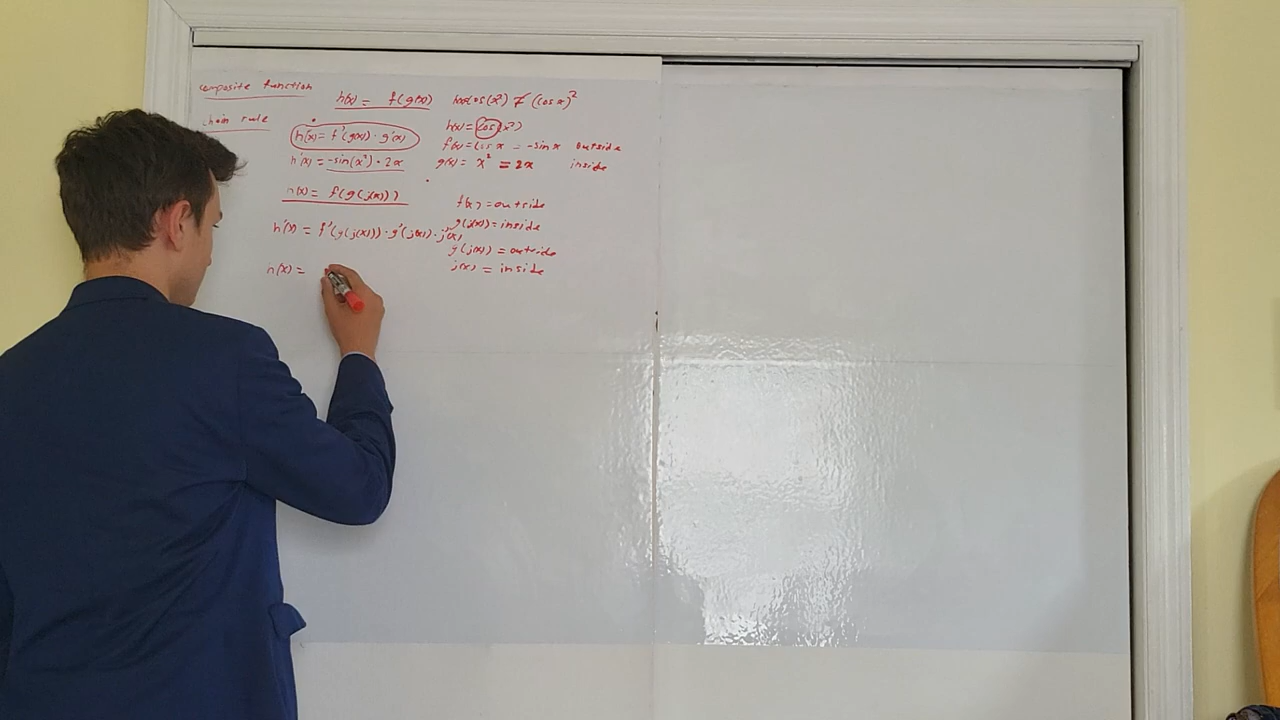 composite function
h(x) = f(g(x)) h(x)=cos(x²) ≠ (cos x)²
chain rule
h(x) = cos(x²)
h'(x) = f'(g(x)) · g'(x)
f(x) = cos x = -sin x outside
h'(x) = -sin(x²) · 2x g(x) = x² = 2x inside
h(x) = f(g(j(x)))
f(x) = outside
g(j(x)) = inside
h'(x) = f'(g(j(x))) · g'(j(x)) · j'(x)
g(j(x)) = outside
h(x) = j(x) = inside